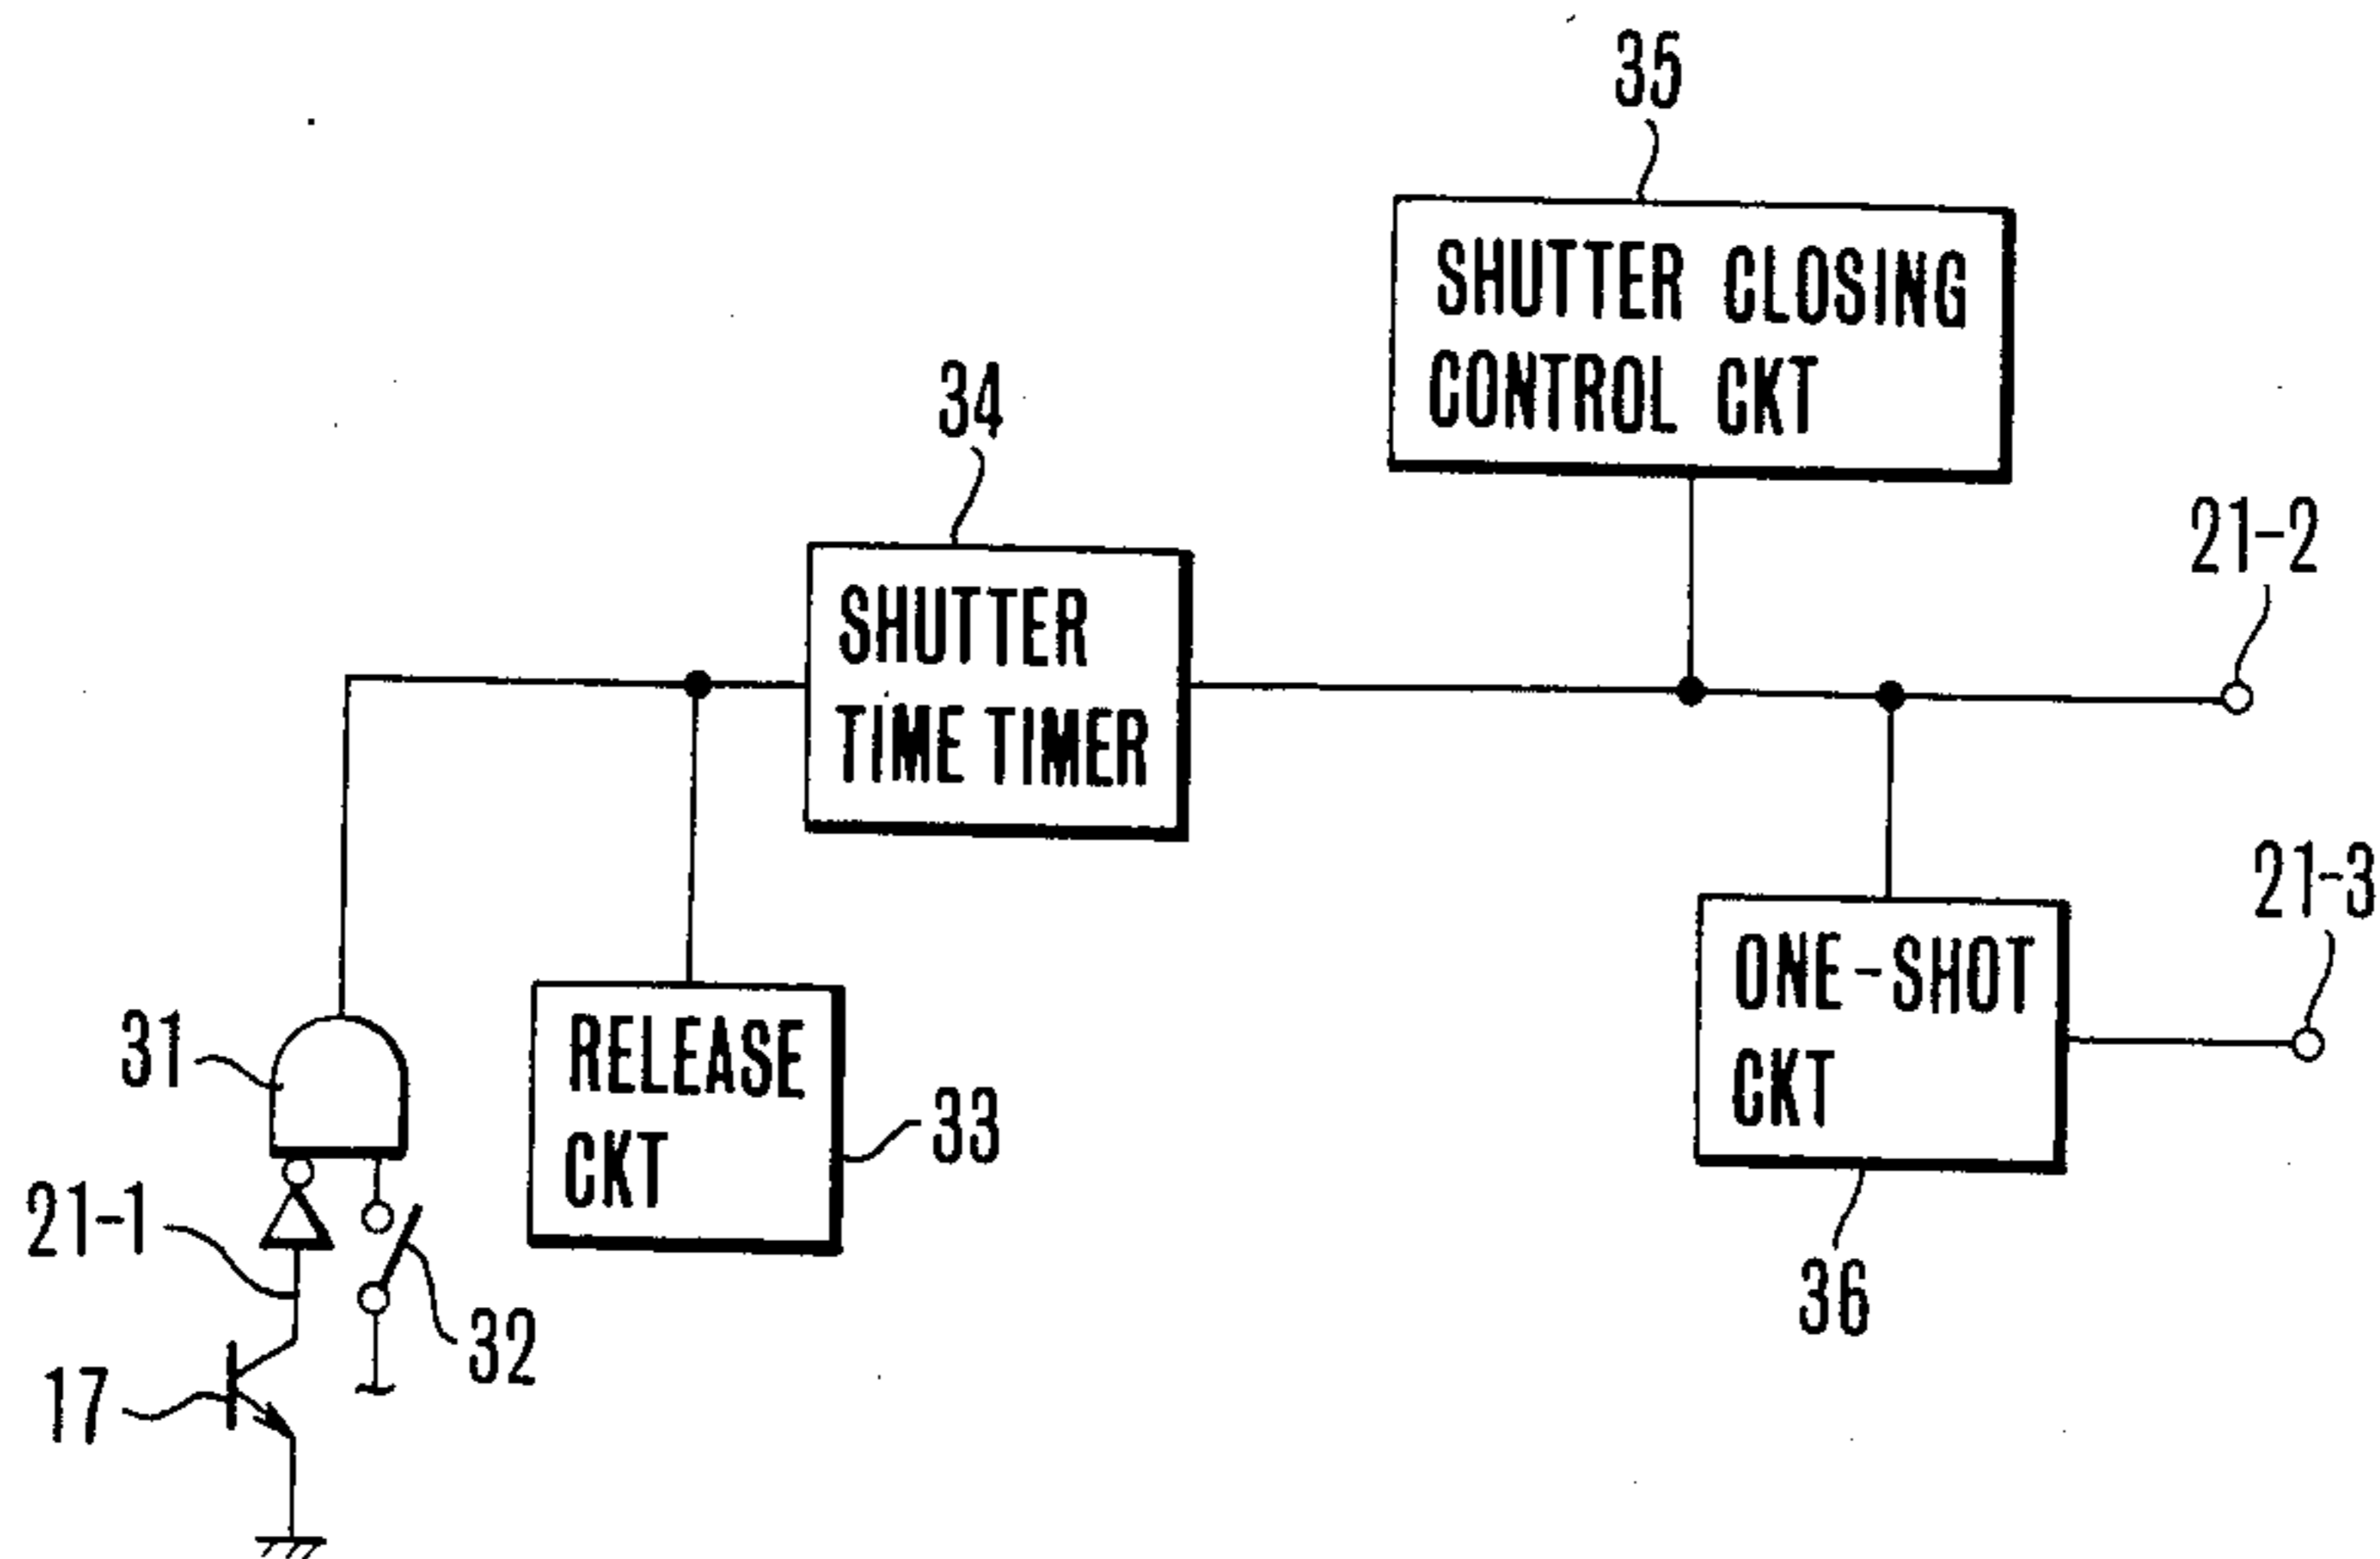 35
SHUTTER CLOSING
CONTROL CKT
34
21-2
SHUTTER
TIME TIMER
21-3
ONE-SHOT
CKT
31
RELEASE
CKT
33
21-1
36
32
17